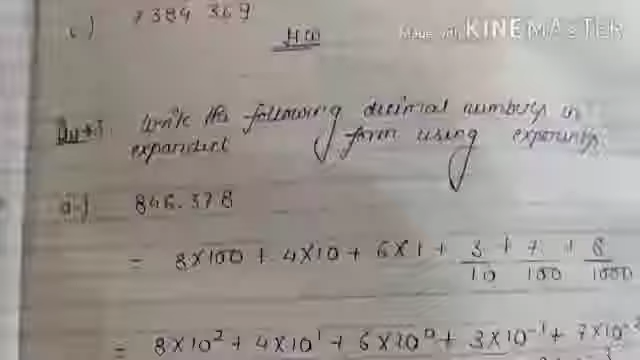 c) 7384.369
HW
Made with KINEMASTER
Write the following decimal numbers in
expanded form using exponents.
a-) 846.378
= 8×100 + 4×10 + 6×1 + 3/10 + 7/100 + 8/1000
= 8×10² + 4×10¹ + 6×10⁰ + 3×10⁻¹ + 7×10⁻²